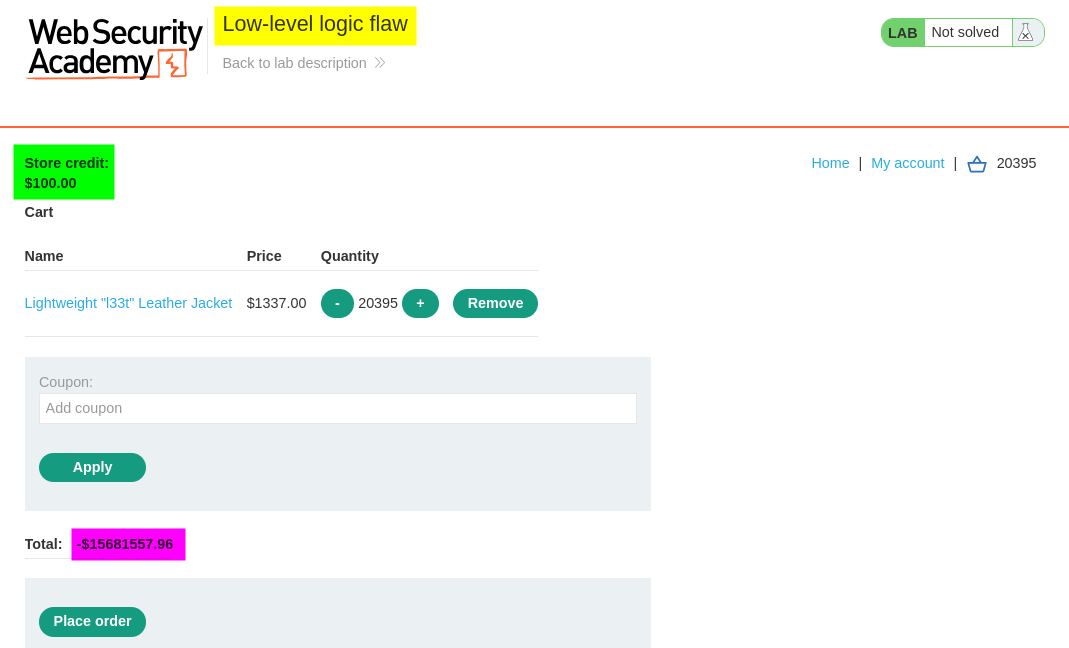 Web Security
Academy
Low-level logic flaw
Back to lab description
LAB Not solved
Store credit:
$100.00
Home | My account | 20395
Cart
Name Price Quantity
Lightweight "l33t" Leather Jacket $1337.00 - 20395 + Remove
Coupon:
Add coupon
Apply
Total: -$15681557.96
Place order